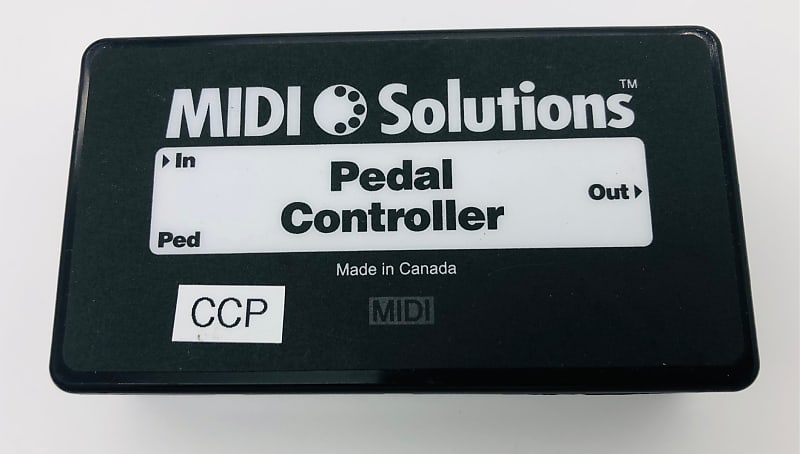 MIDI Solutions™
In
Pedal
Controller
Out
Ped
Made in Canada
CCP
MIDI